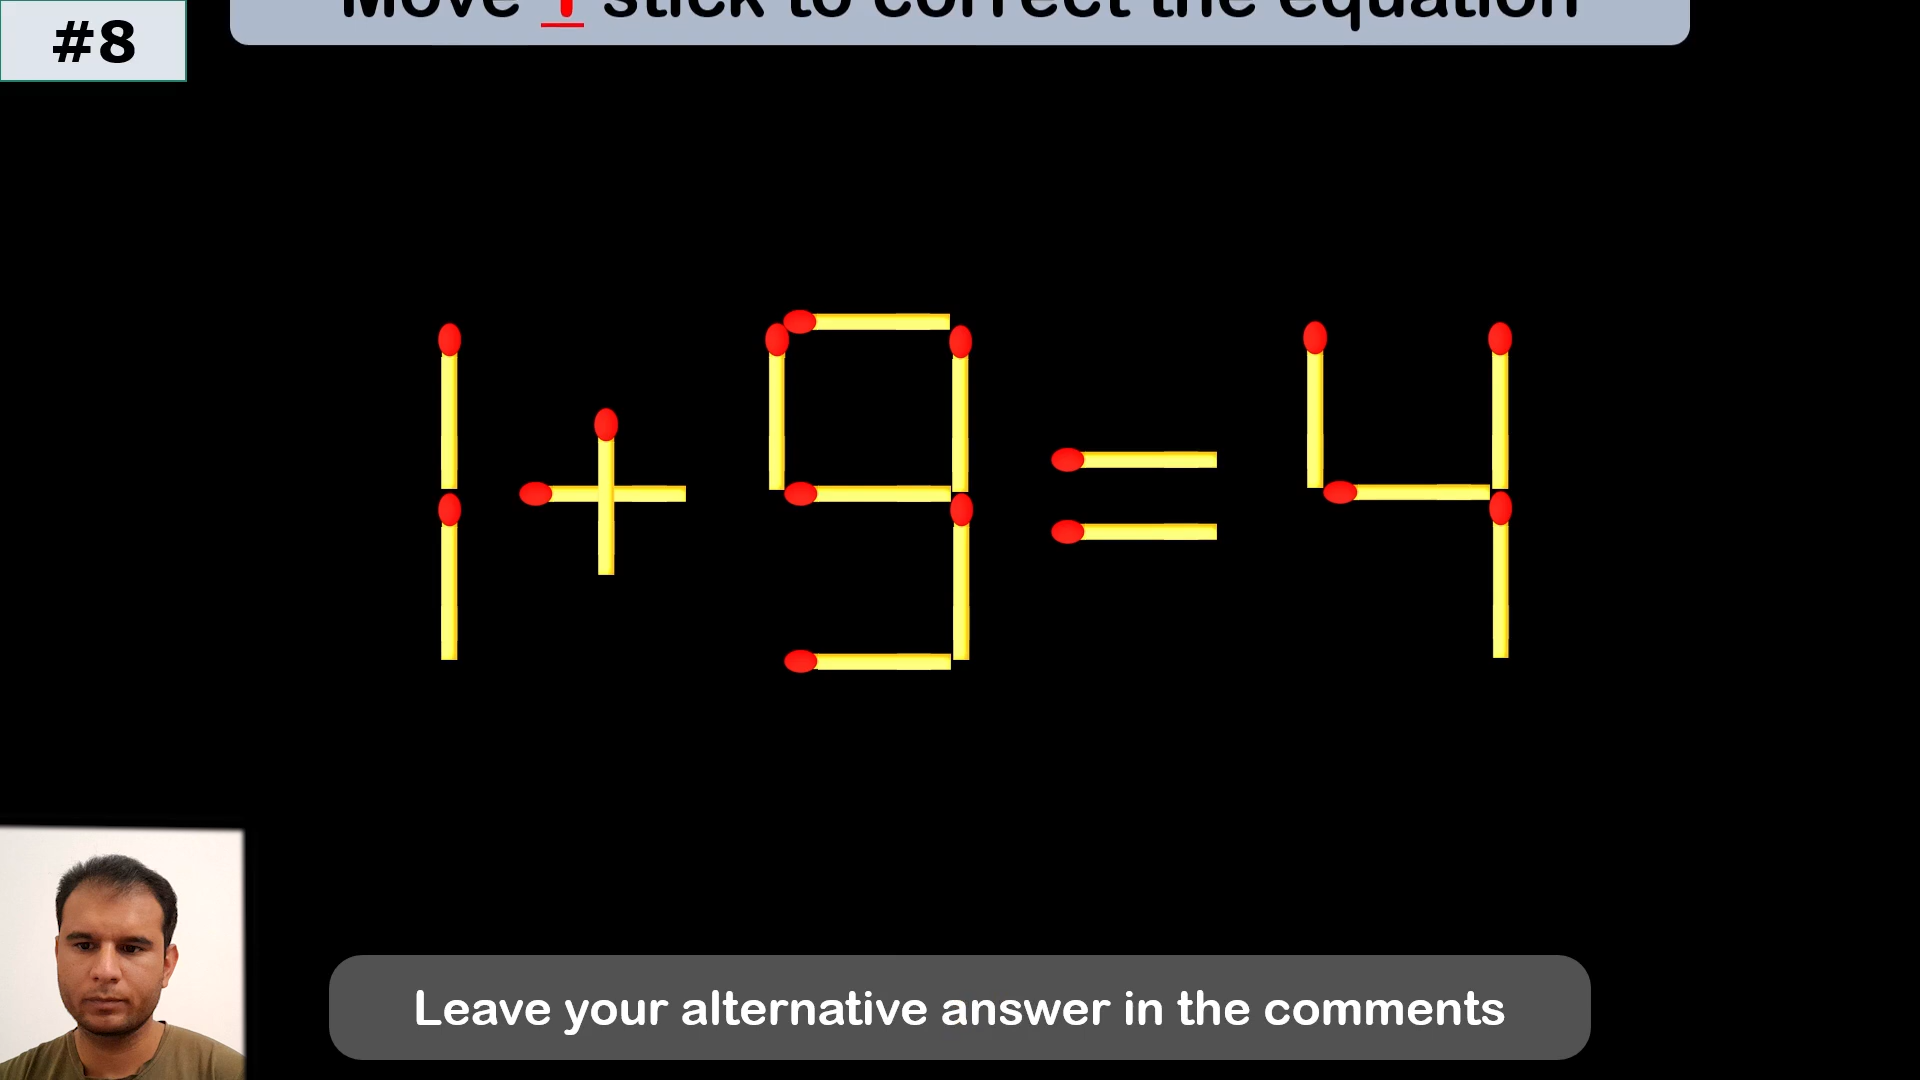 #8
Move 1 stick to correct the equation
1 + 9 = 4
Leave your alternative answer in the comments